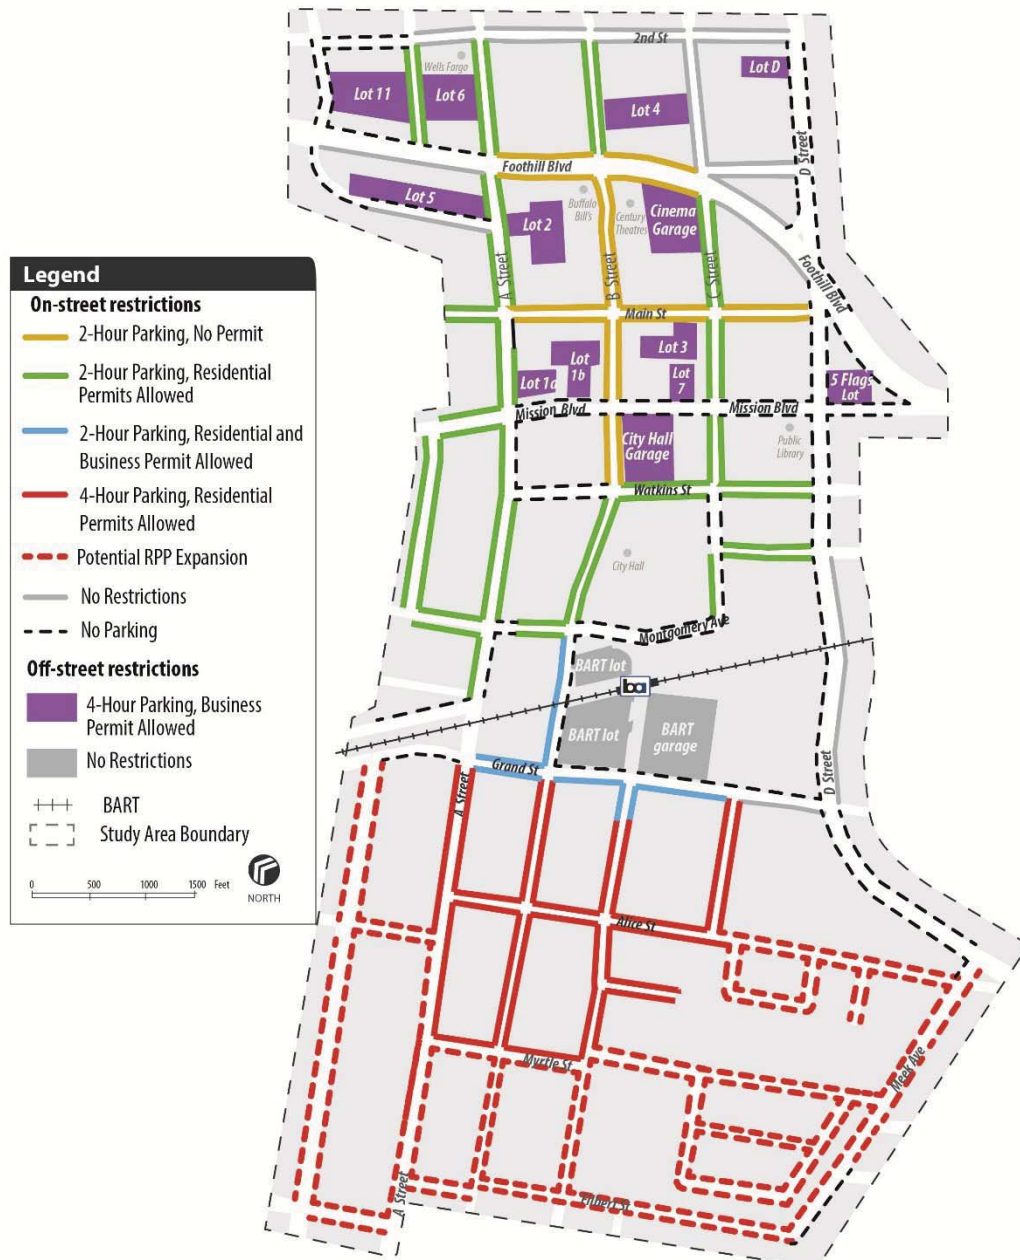 2nd St
Wells Fargo
Lot D
Lot 11
Lot 6
Lot 4
D Street
Foothill Blvd
Lot 5
Buffalo
Bill's
Century
Theatres
Cinema
Garage
Lot 2
A Street
B Street
C Street
Foothill Blvd
Main St
Lot
1b
Lot 3
Lot 1a
Lot
7
5 Flags
Lot
Mission Blvd
Mission Blvd
City Hall
Garage
Public
Library
Watkins St
City Hall
Montgomery Ave
BART lot
ba
BART lot
BART
garage
Grand St
A Street
D Street
Alice St
Myrtle St
Meek Ave
A Street
Filbert St
Legend
On-street restrictions
2-Hour Parking, No Permit
2-Hour Parking, Residential
Permits Allowed
2-Hour Parking, Residential and
Business Permit Allowed
4-Hour Parking, Residential
Permits Allowed
Potential RPP Expansion
No Restrictions
No Parking
Off-street restrictions
4-Hour Parking, Business
Permit Allowed
No Restrictions
BART
Study Area Boundary
0 500 1000 1500 Feet
NORTH